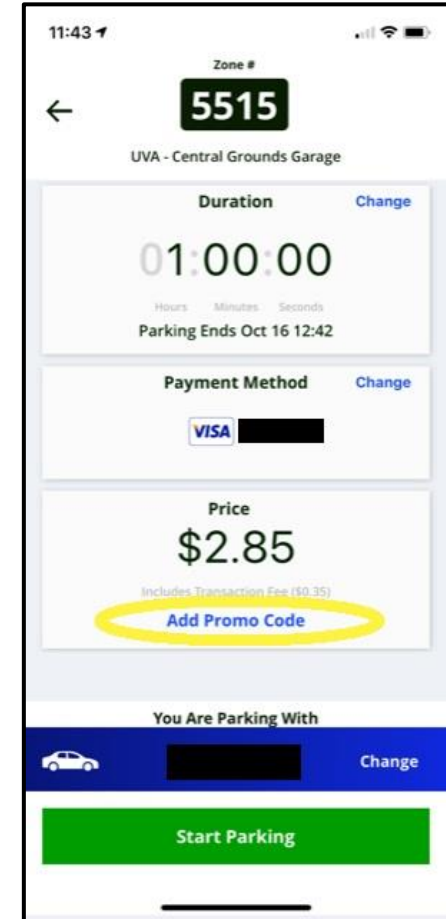 11:43
Zone #
5515
UVA - Central Grounds Garage
Duration Change
01:00:00
Hours Minutes Seconds
Parking Ends Oct 16 12:42
Payment Method Change
VISA
Price
$2.85
Includes Transaction Fee ($0.35)
Add Promo Code
You Are Parking With
Change
Start Parking